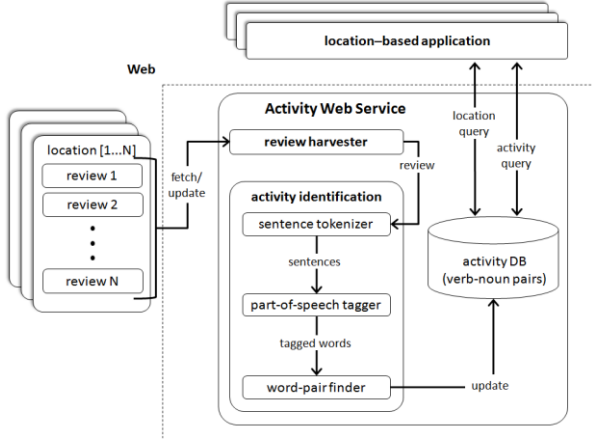 location–based application
Web
Activity Web Service
location
query
activity
query
location [1...N]
review 1
review 2
review N
fetch/
update
review harvester
review
activity identification
sentence tokenizer
sentences
part-of-speech tagger
tagged words
word-pair finder
activity DB
(verb-noun pairs)
update